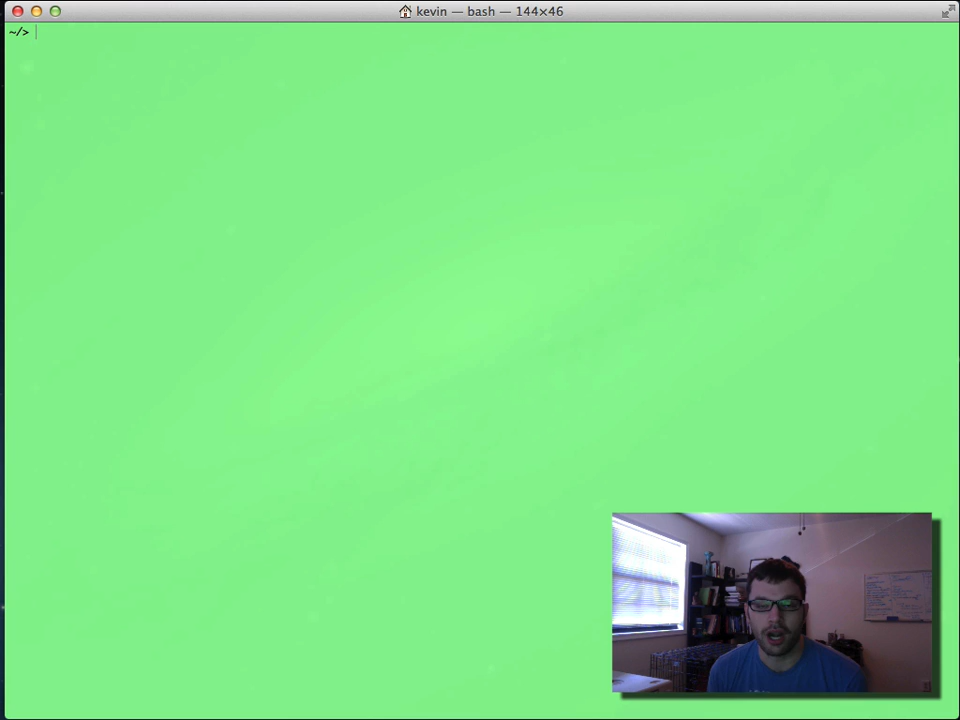 kevin — bash — 144×46
~/>